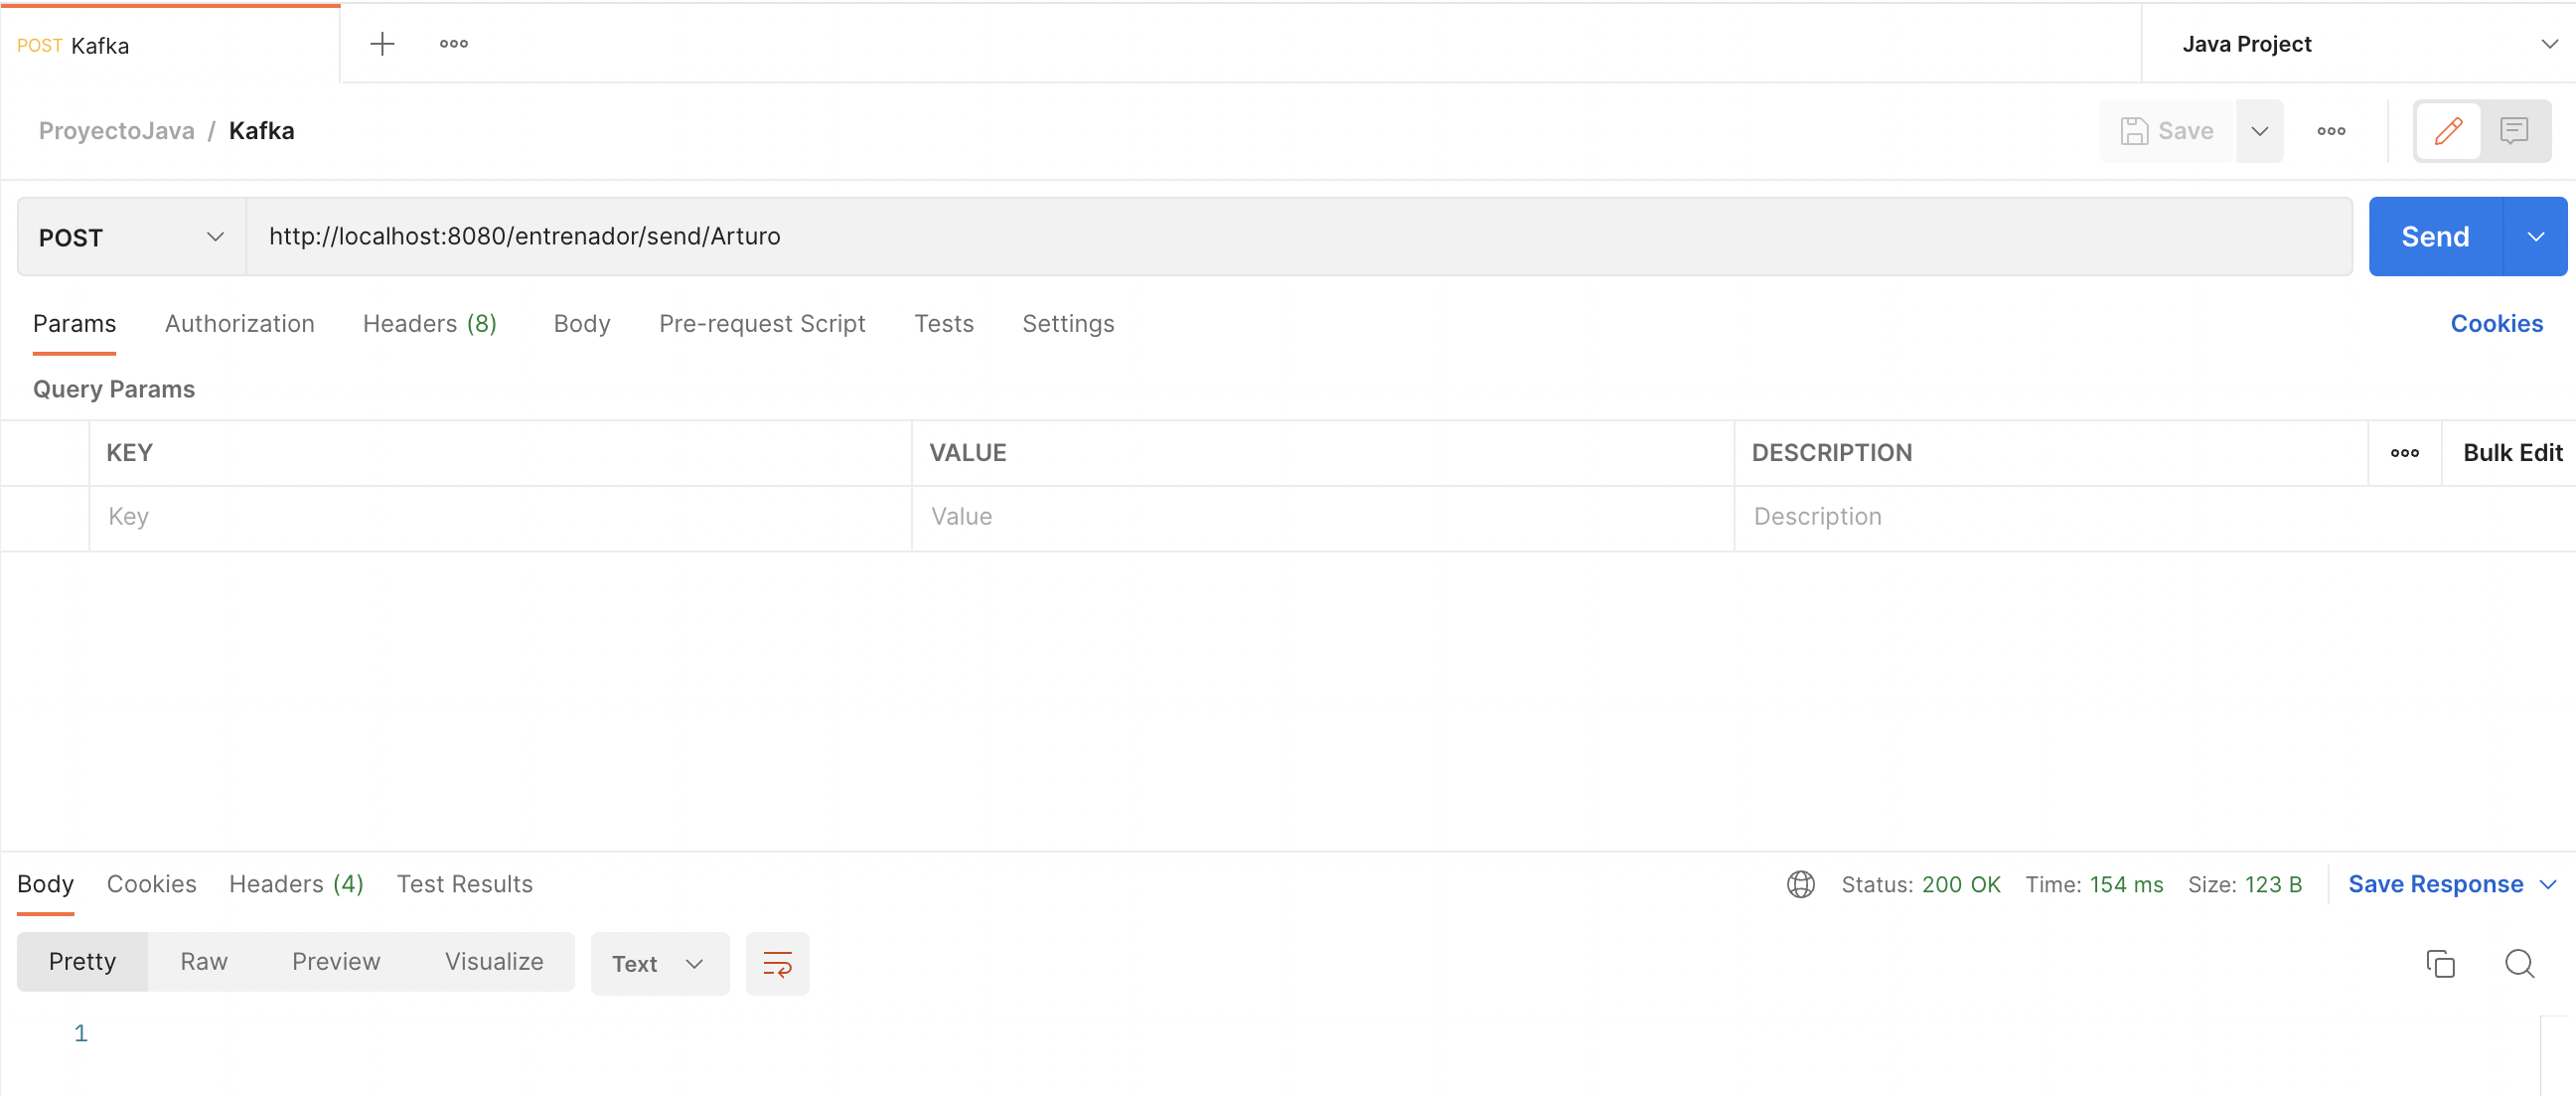 POST Kafka
Java Project
ProyectoJava / Kafka
Save
POST
http://localhost:8080/entrenador/send/Arturo
Send
Params Authorization Headers (8) Body Pre-request Script Tests Settings Cookies
Query Params
KEY VALUE DESCRIPTION Bulk Edit
Key Value Description
Body Cookies Headers (4) Test Results Status: 200 OK Time: 154 ms Size: 123 B Save Response
Pretty Raw Preview Visualize Text
1